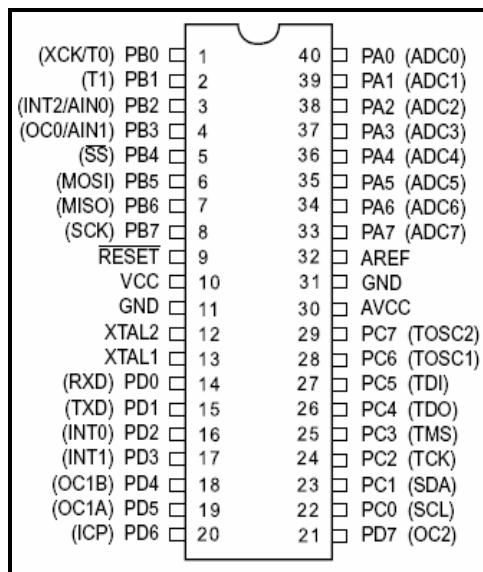 (XCK/T0) PB0 1 40 PA0 (ADC0)
(T1) PB1 2 39 PA1 (ADC1)
(INT2/AIN0) PB2 3 38 PA2 (ADC2)
(OC0/AIN1) PB3 4 37 PA3 (ADC3)
(SS) PB4 5 36 PA4 (ADC4)
(MOSI) PB5 6 35 PA5 (ADC5)
(MISO) PB6 7 34 PA6 (ADC6)
(SCK) PB7 8 33 PA7 (ADC7)
RESET 9 32 AREF
VCC 10 31 GND
GND 11 30 AVCC
XTAL2 12 29 PC7 (TOSC2)
XTAL1 13 28 PC6 (TOSC1)
(RXD) PD0 14 27 PC5 (TDI)
(TXD) PD1 15 26 PC4 (TDO)
(INT0) PD2 16 25 PC3 (TMS)
(INT1) PD3 17 24 PC2 (TCK)
(OC1B) PD4 18 23 PC1 (SDA)
(OC1A) PD5 19 22 PC0 (SCL)
(ICP) PD6 20 21 PD7 (OC2)